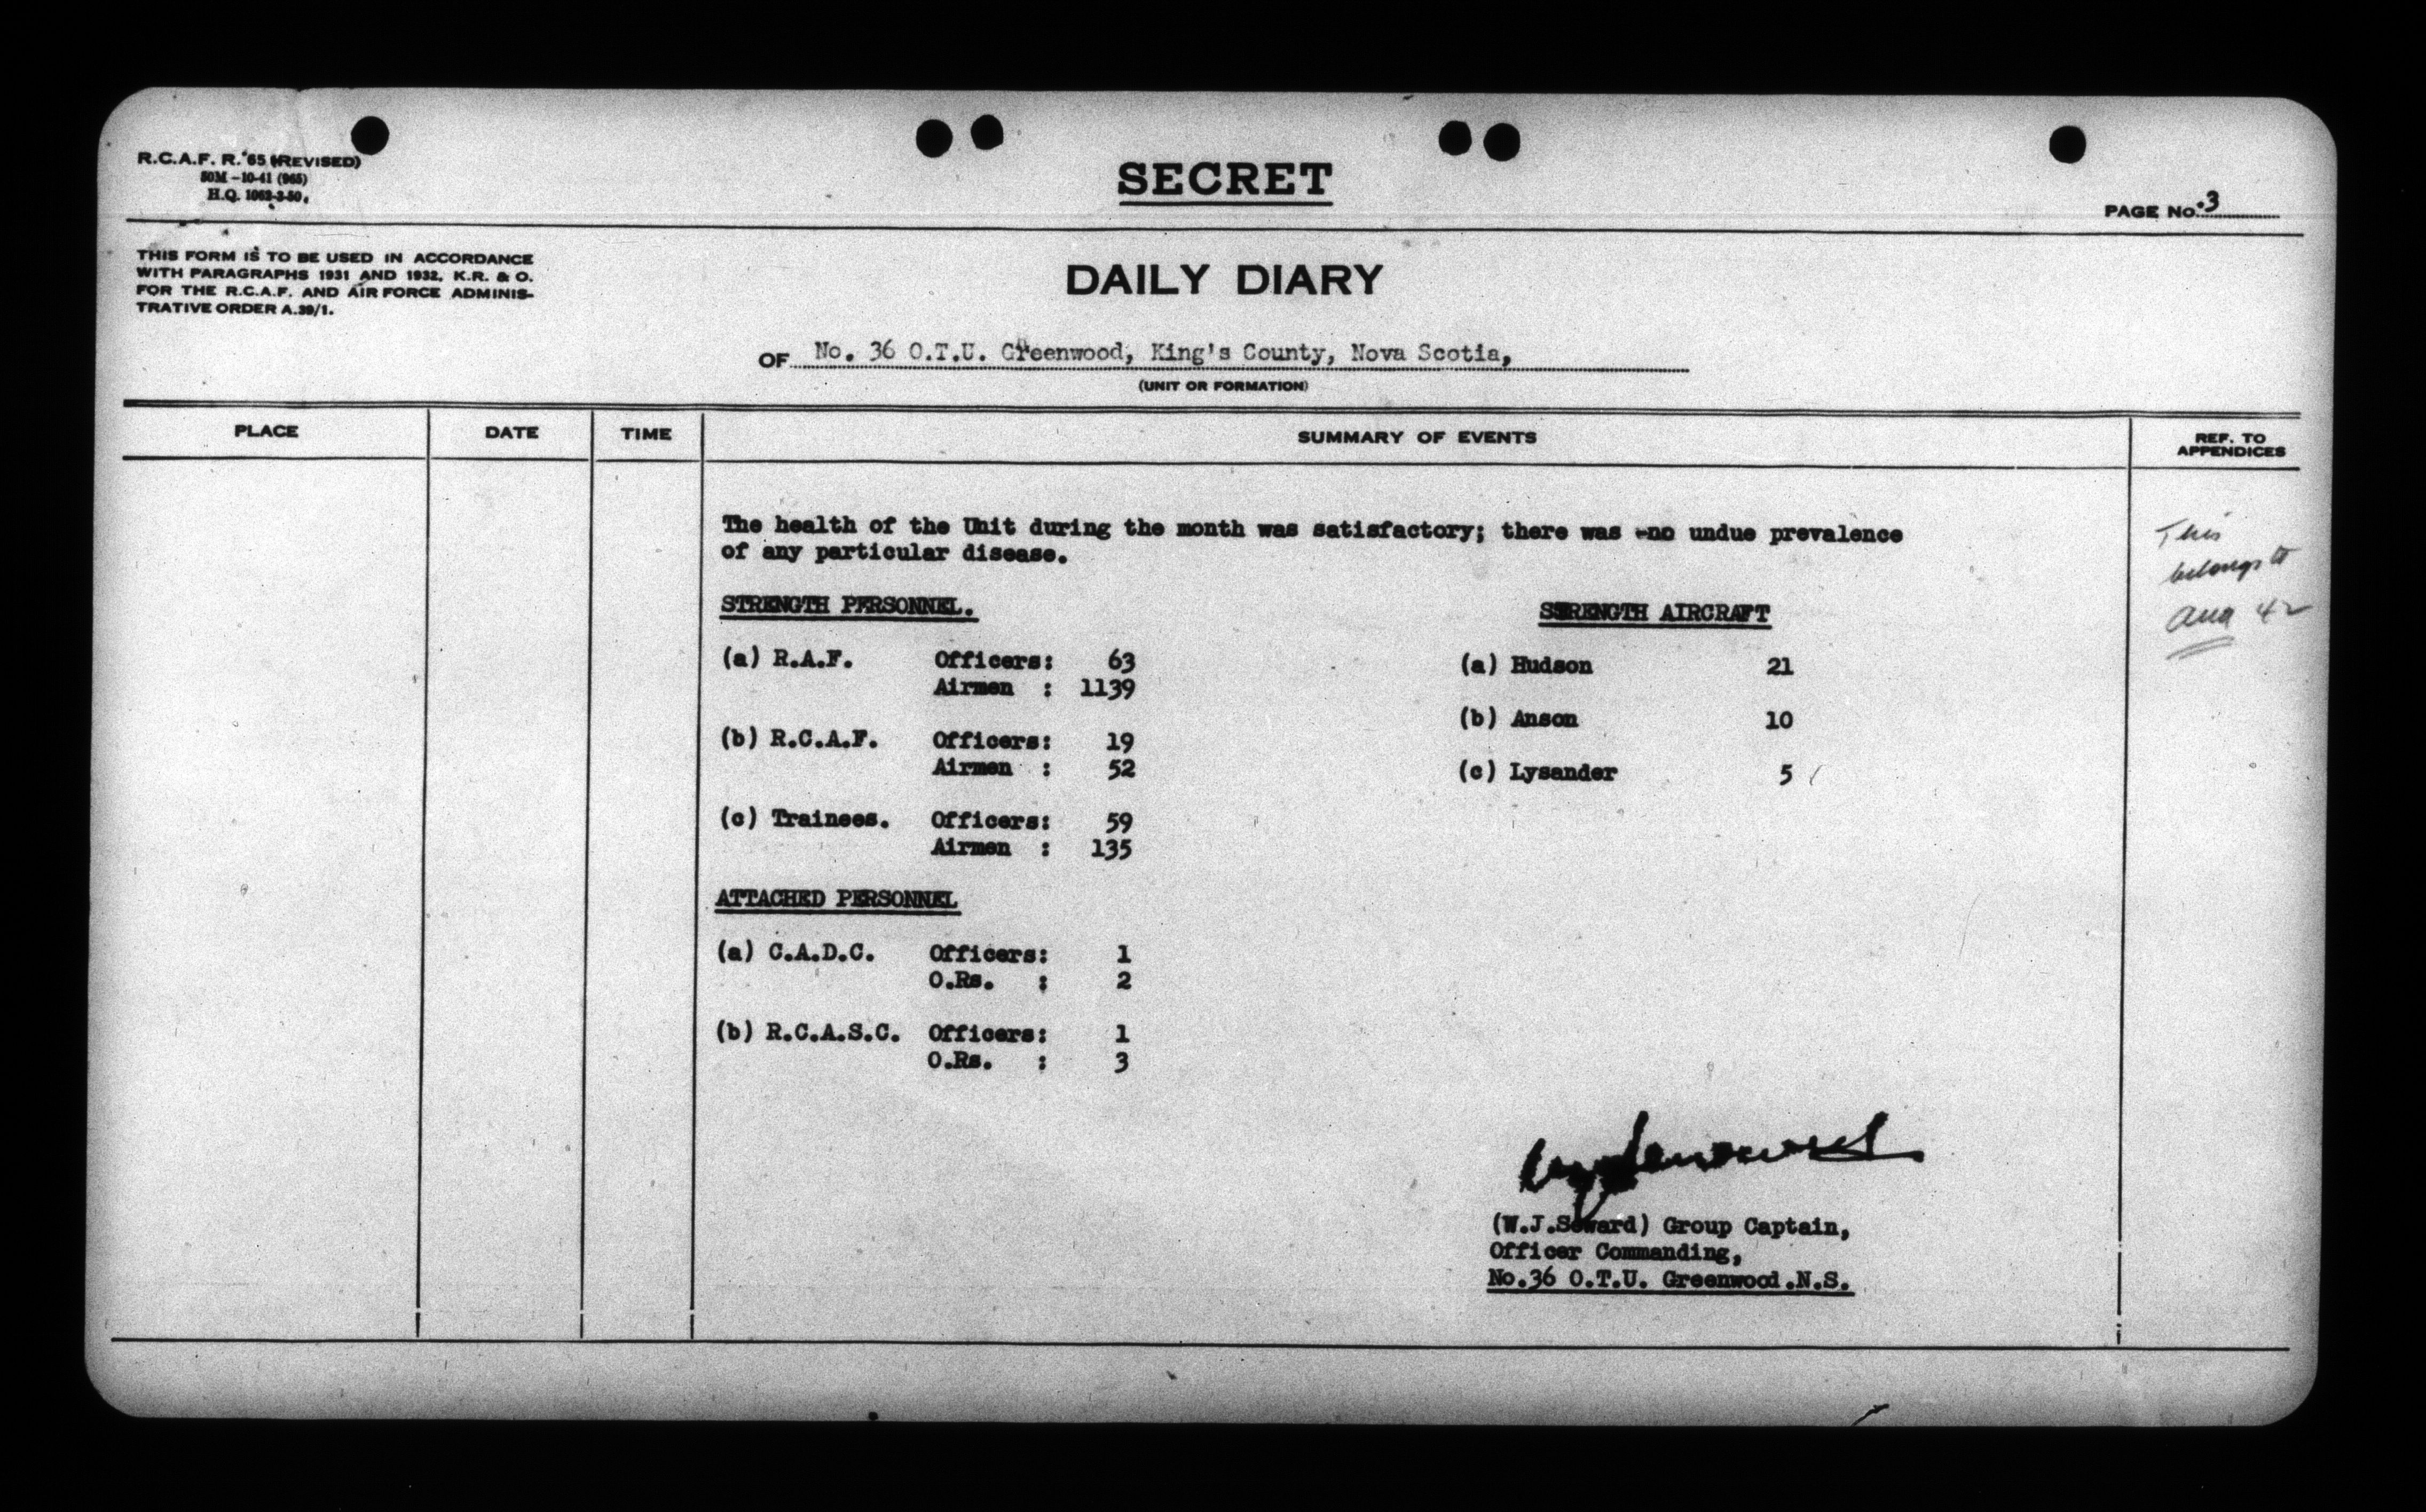 R.C.A.F. R. 65 (REVISED)
50M-10-41 (965)
H.Q. 1062-3-50
SECRET
PAGE No. 3
THIS FORM IS TO BE USED IN ACCORDANCE
WITH PARAGRAPHS 1931 AND 1932, K.R. & O.
FOR THE R.C.A.F. AND AIR FORCE ADMINIS-
TRATIVE ORDER A.39/1.
DAILY DIARY
OF No. 36 O.T.U. Greenwood, King's County, Nova Scotia,
(UNIT OR FORMATION)
PLACE DATE TIME SUMMARY OF EVENTS REF. TO APPENDICES
The health of the Unit during the month was satisfactory; there was no undue prevalence
of any particular disease.
This
belongs to
Aug 42
STRENGTH PERSONNEL. STRENGTH AIRCRAFT
(a) R.A.F. Officers: 63 (a) Hudson 21
Airmen : 1139
(b) Anson 10
(b) R.C.A.F. Officers: 19
Airmen : 52 (c) Lysander 5
(c) Trainees. Officers: 59
Airmen : 135
ATTACHED PERSONNEL
(a) C.A.D.C. Officers: 1
O.Rs. : 2
(b) R.C.A.S.C. Officers: 1
O.Rs. : 3
(W.J.Seward) Group Captain,
Officer Commanding,
No.36 O.T.U. Greenwood.N.S.